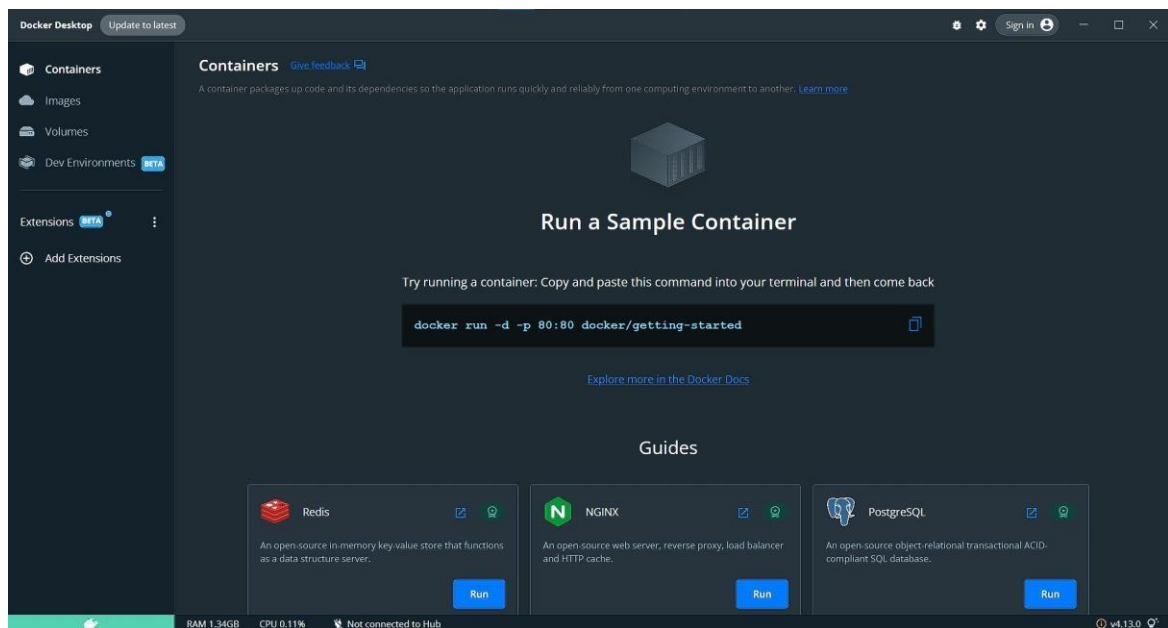 Docker Desktop Update to latest
Sign in
Containers
Images
Volumes
Dev Environments BETA
Extensions BETA
Add Extensions
Containers Give feedback
A container packages up code and its dependencies so the application runs quickly and reliably from one computing environment to another. Learn more
Run a Sample Container
Try running a container: Copy and paste this command into your terminal and then come back
docker run -d -p 80:80 docker/getting-started
Explore more in the Docker Docs
Guides
Redis
An open-source in-memory key-value store that functions
as a data structure server.
Run
NGINX
An open-source web server, reverse proxy, load balancer
and HTTP cache.
Run
PostgreSQL
An open-source object-relational transactional ACID-
compliant SQL database.
Run
RAM 1.34GB CPU 0.11% Not connected to Hub
v4.13.0